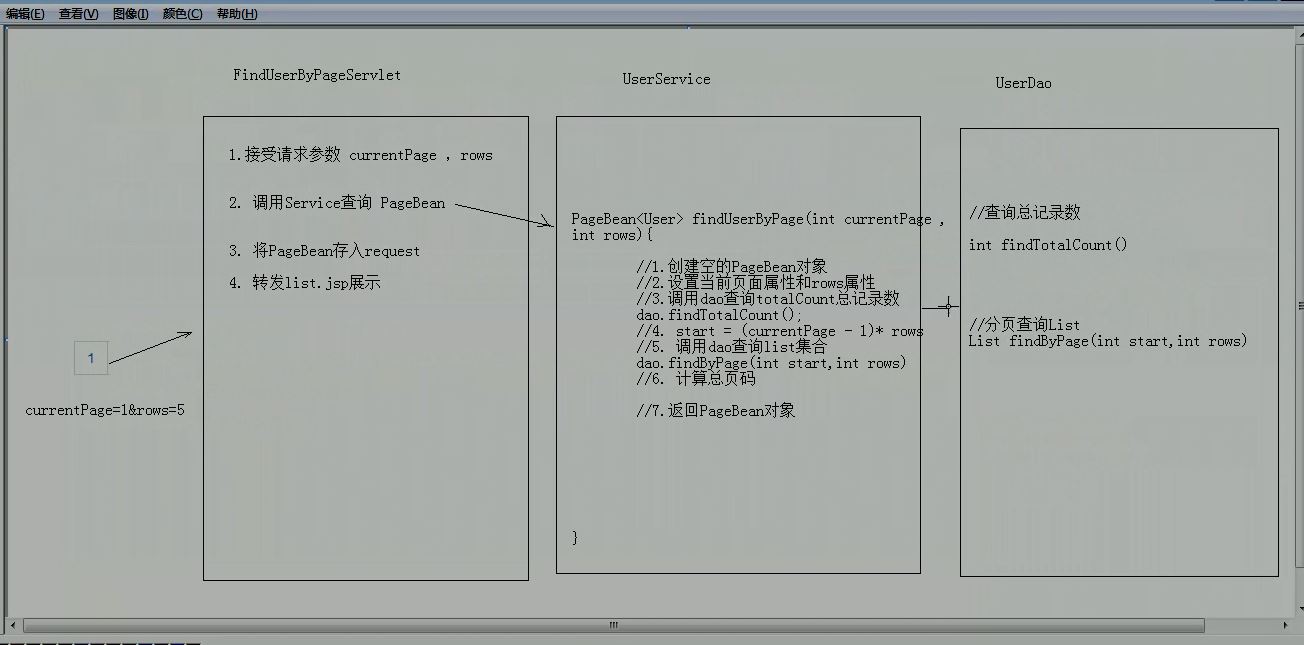 编辑(E) 查看(V) 图像(I) 颜色(C) 帮助(H)
FindUserByPageServlet
1.接受请求参数 currentPage , rows
2. 调用Service查询 PageBean
3. 将PageBean存入request
4. 转发list.jsp展示
1
currentPage=1&rows=5
UserService
PageBean<User> findUserByPage(int currentPage ,
int rows){
//1.创建空的PageBean对象
//2.设置当前页面属性和rows属性
//3.调用dao查询totalCount总记录数
dao.findTotalCount();
//4. start = (currentPage - 1)* rows
//5. 调用dao查询list集合
dao.findByPage(int start,int rows)
//6. 计算总页码
//7.返回PageBean对象
}
UserDao
//查询总记录数
int findTotalCount()
//分页查询List
List findByPage(int start,int rows)